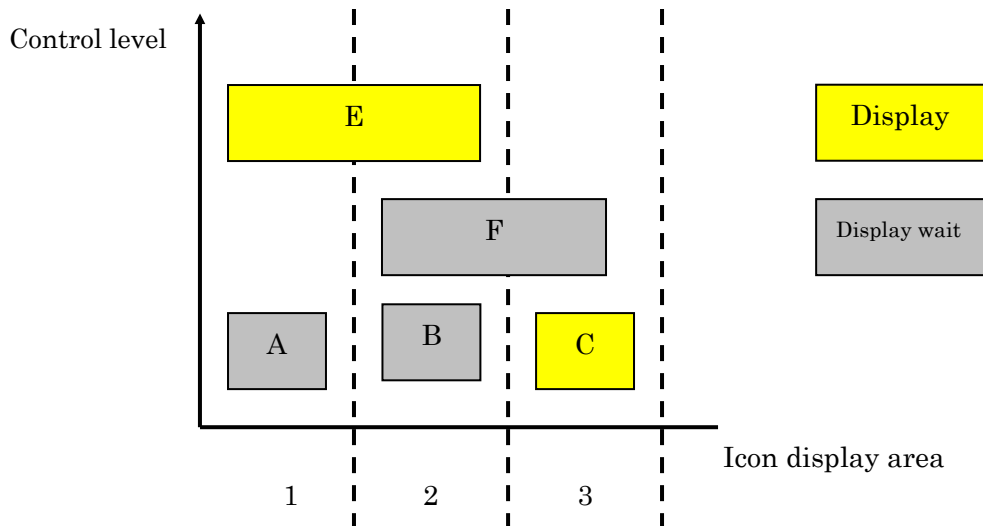 Control level
E
Display
F
Display wait
A
B
C
Icon display area
1
2
3